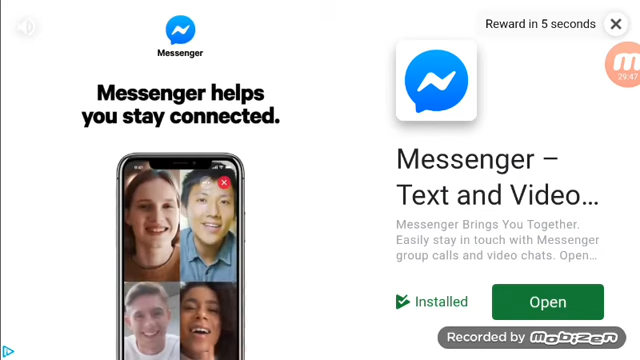 Reward in 5 seconds
Messenger
Messenger helps
you stay connected.
29:47
Messenger –
Text and Video…
Messenger Brings You Together.
Easily stay in touch with Messenger
group calls and video chats. Open…
Installed
Open
Recorded by MOBIZEN